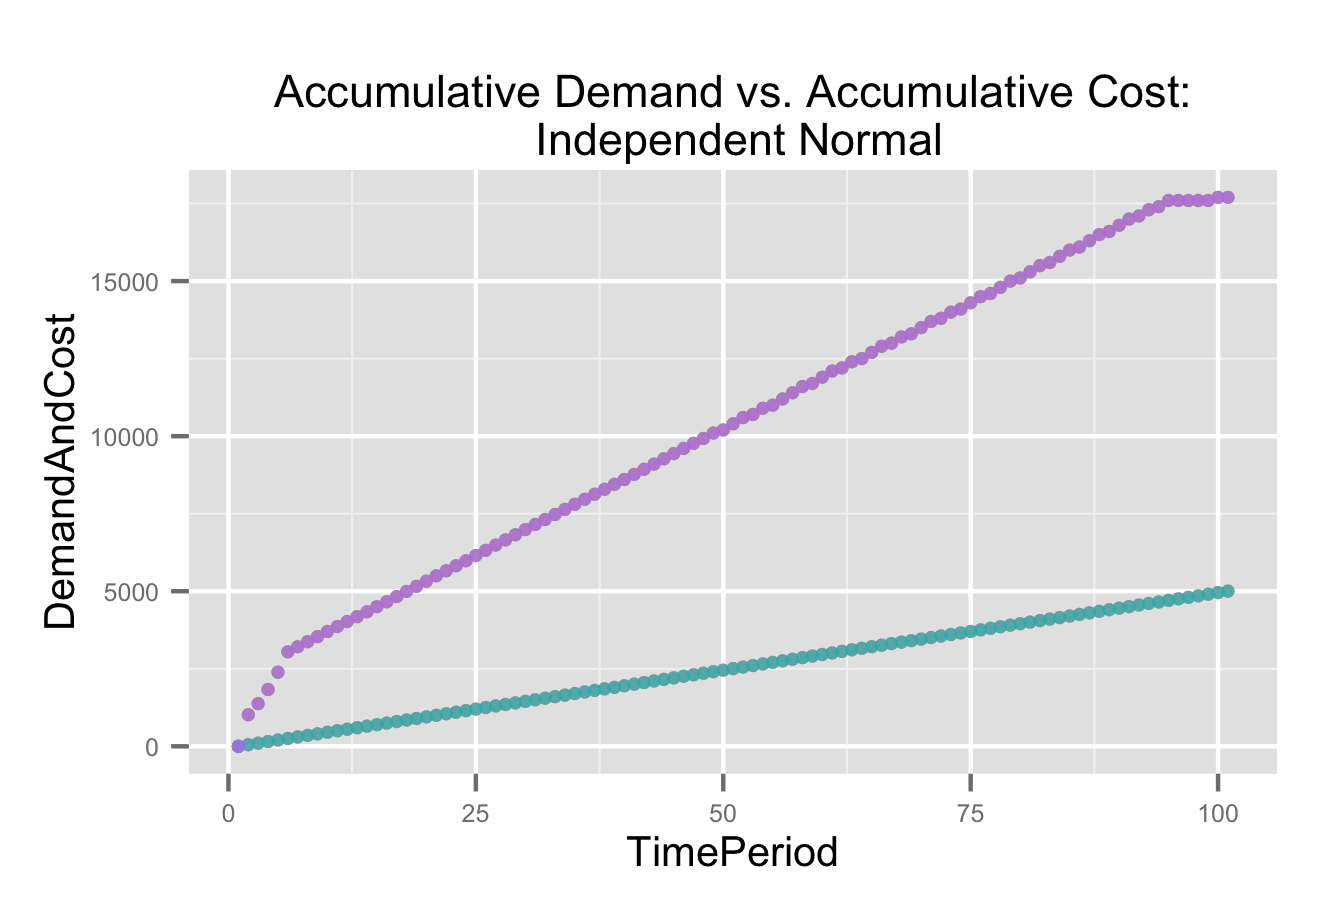 Accumulative Demand vs. Accumulative Cost:
Independent Normal
DemandAndCost
15000
10000
5000
0
0 25 50 75 100
TimePeriod